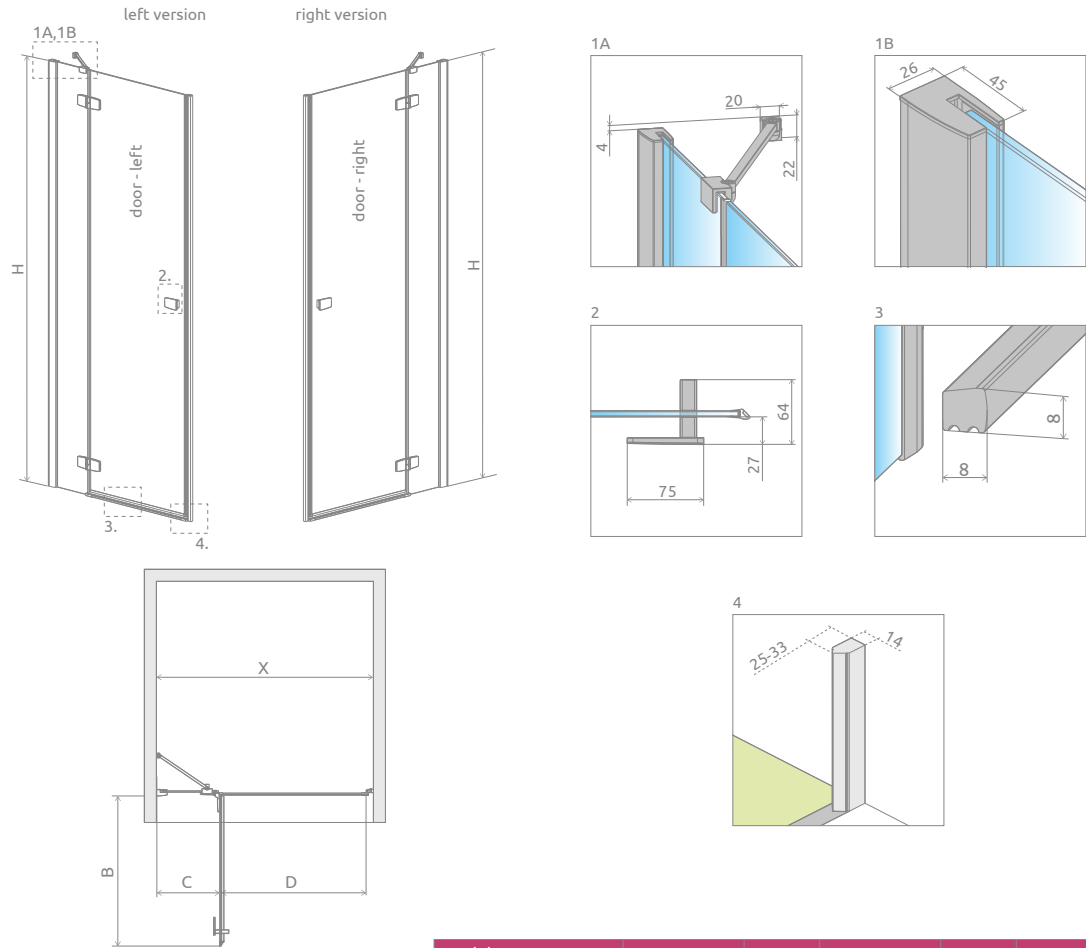 left version
right version
1A,1B
H
door - left
2.
3.
4.
door - right
H
1A
20
4
22
1B
26
45
2
64
27
75
3
8
8
X
B
C
D
4
25-33
14